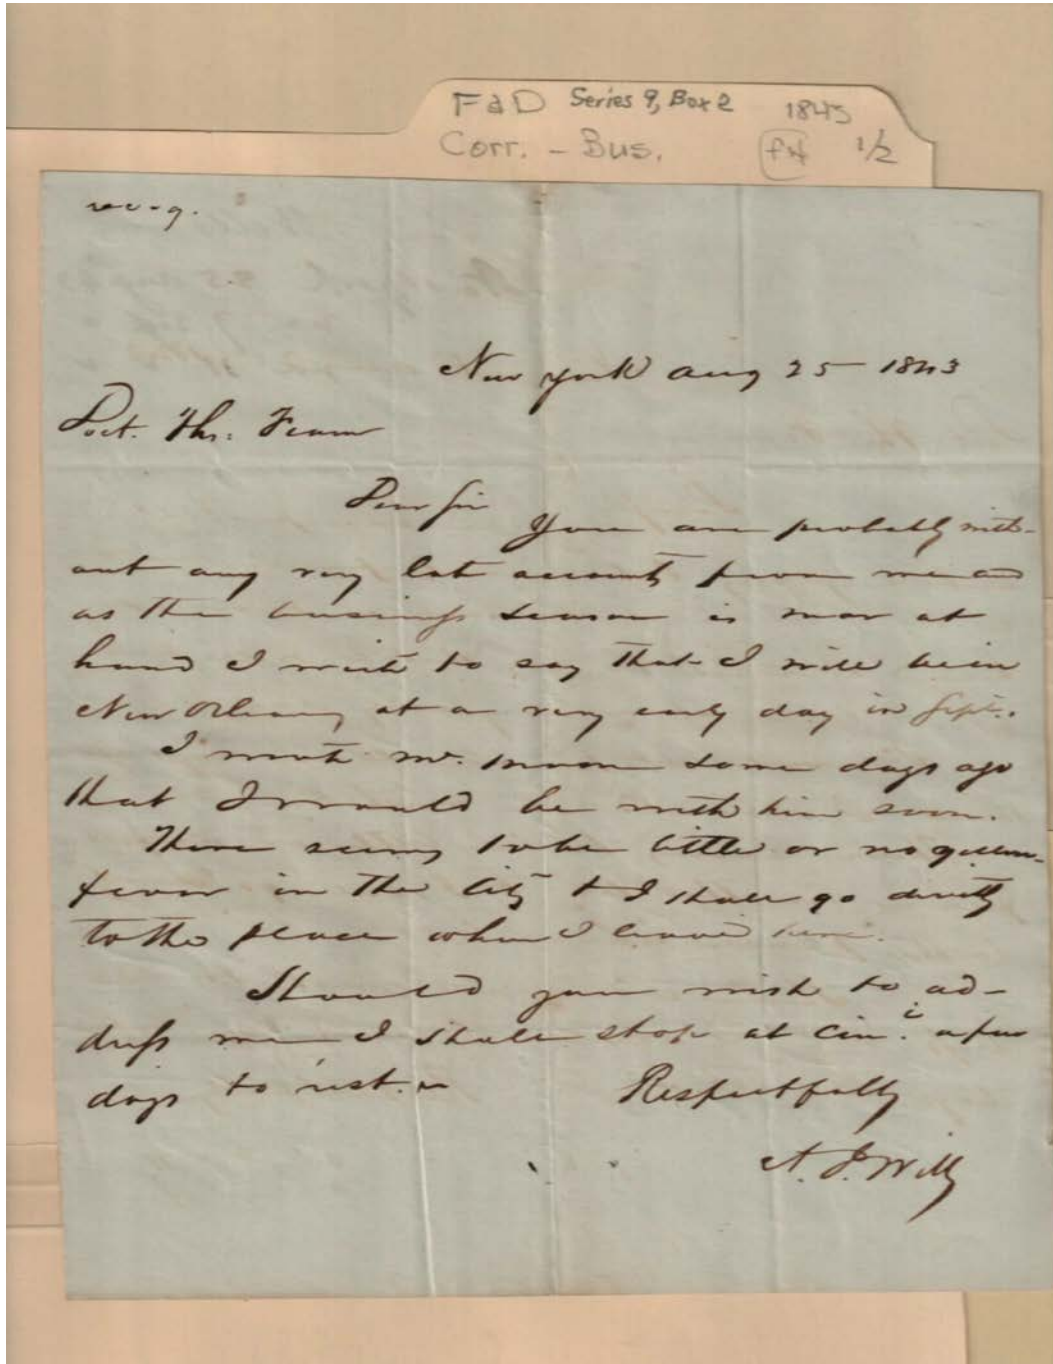 F&D Series 9, Box 2 1843
Corr. - Bus. 1/2
New York Aug 25 1843
Doct. Ths. Fearn
Dear Sir
You are probably with-
out any very late accounts from me and
as the business season is near at
hand I write to say that I will be in
New Orleans at a very early day in Sept.
I wrote Mr. some days ago
that I would be with him soon.
There seems to be little or no yellow-
fever in the City & I shall go directly
to the place when I leave here.
Should you wish to ad-
dress me I shall stop at Cin.i a few
days to rest.
Respectfully